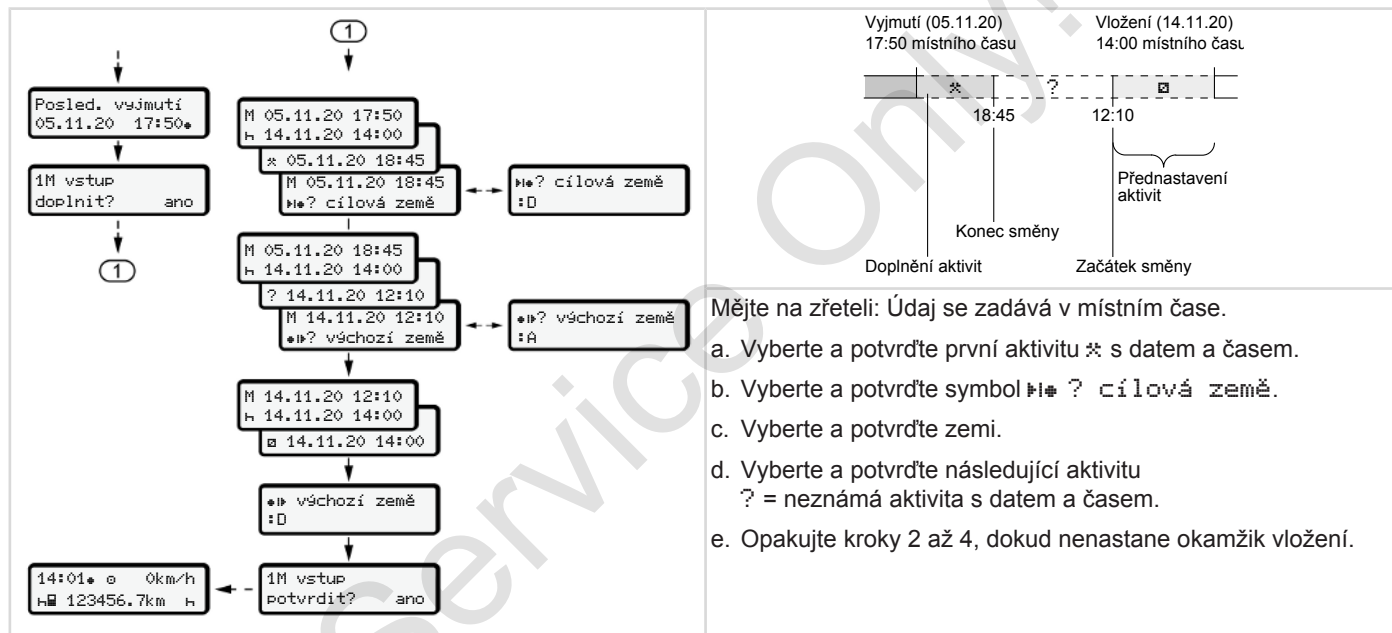 Posled. vyjmutí
05.11.20 17:50
1M vstup
doplnit? ano
1
1
M 05.11.20 17:50
14.11.20 14:00
05.11.20 18:45
M 05.11.20 18:45
? cílová země
? cílová země
:D
M 05.11.20 18:45
14.11.20 14:00
? 14.11.20 12:10
M 14.11.20 12:10
? výchozí země
? výchozí země
:A
M 14.11.20 12:10
14.11.20 14:00
14.11.20 14:00
výchozí země
:D
1M vstup
potvrdit? ano
14:01 0km/h
123456.7km
Vyjmutí (05.11.20)
17:50 místního času
Vložení (14.11.20)
14:00 místního času
?
18:45
12:10
Přednastavení
aktivit
Konec směny
Doplnění aktivit
Začátek směny
Mějte na zřeteli: Údaj se zadává v místním čase.
a. Vyberte a potvrďte první aktivitu s datem a časem.
b. Vyberte a potvrďte symbol ? cílová země.
c. Vyberte a potvrďte zemi.
d. Vyberte a potvrďte následující aktivitu
? = neznámá aktivita s datem a časem.
e. Opakujte kroky 2 až 4, dokud nenastane okamžik vložení.
Service Only!